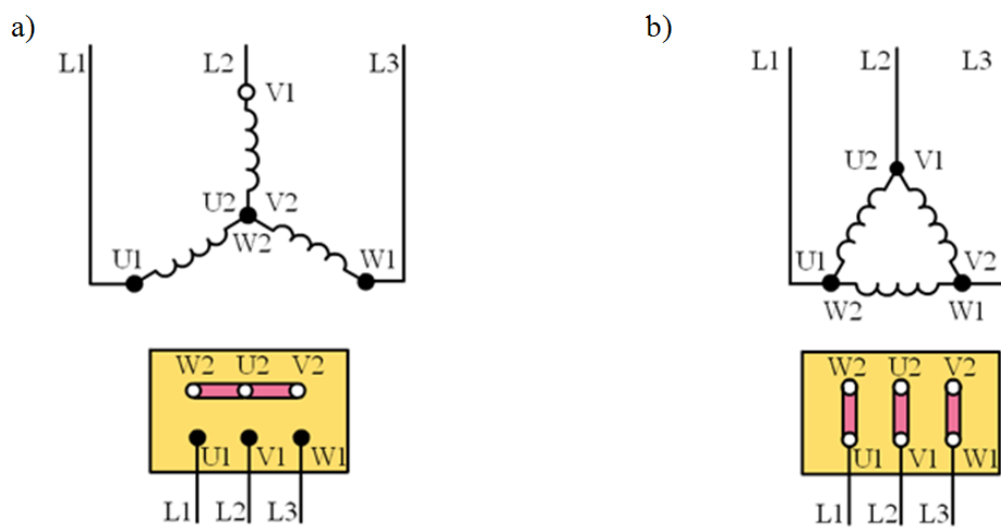 a)
b)
L1 L2 L3
V1
U2 V2
W2
U1 W1
W2 U2 V2
U1 V1 W1
L1 L2 L3
L1 L2 L3
U2 V1
U1 V2
W2 W1
W2 U2 V2
U1 V1 W1
L1 L2 L3